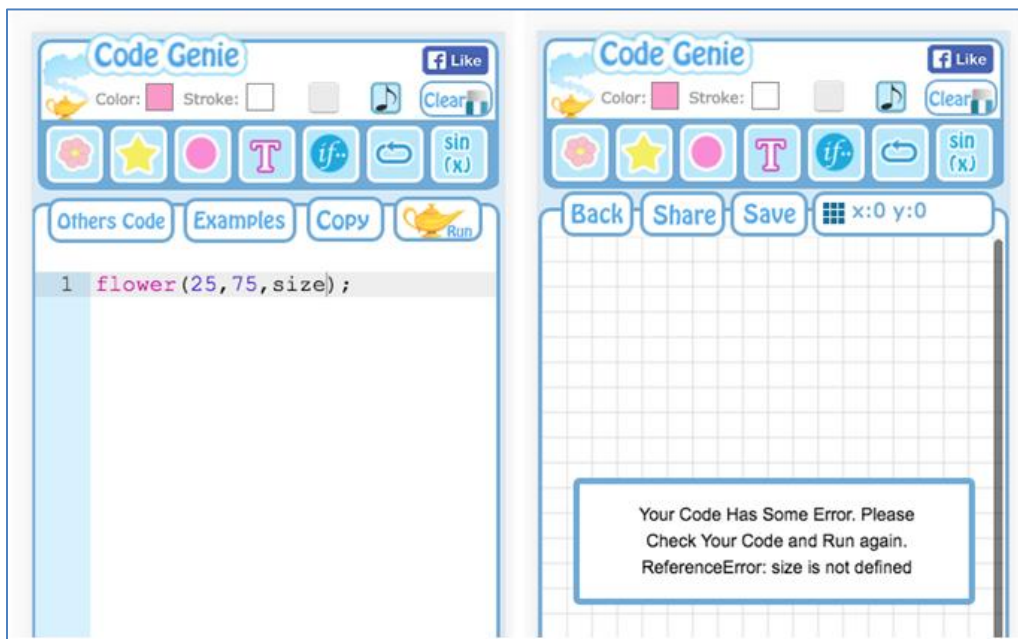 Code Genie
f Like
Color: Stroke: Clear
T if.. sin
(x)
Others Code Examples Copy Run
1 flower(25,75,size);
Code Genie
f Like
Color: Stroke: Clear
T if.. sin
(x)
Back Share Save x:0 y:0
Your Code Has Some Error. Please
Check Your Code and Run again.
ReferenceError: size is not defined